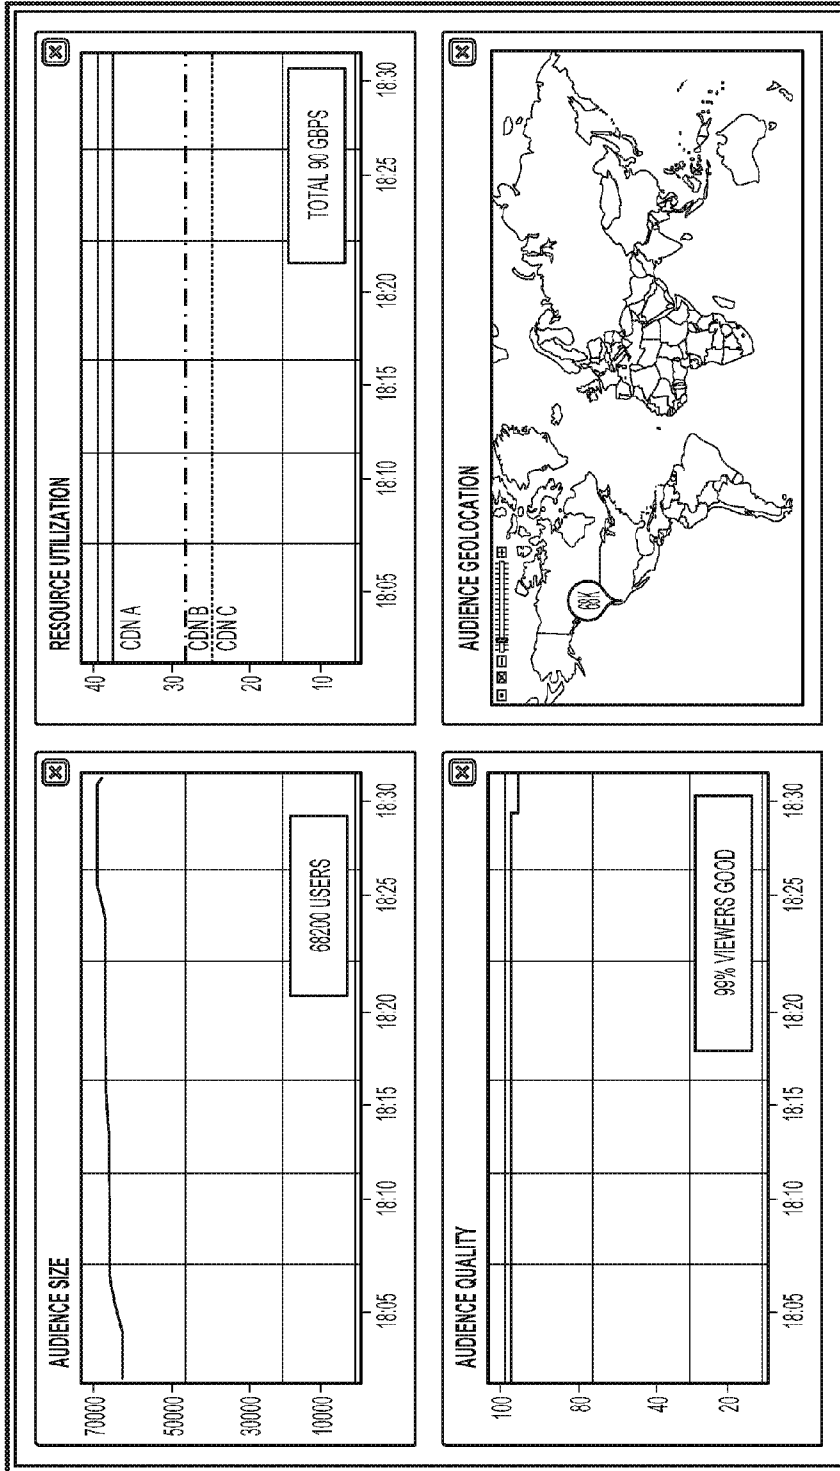 AUDIENCE SIZE
70000
50000
30000
10000
68200 USERS
18:05
18:10
18:15
18:20
18:25
18:30
RESOURCE UTILIZATION
40
30
20
10
CDN A
CDN B
CDN C
TOTAL 90 GBPS
18:05
18:10
18:15
18:20
18:25
18:30
AUDIENCE QUALITY
100
80
40
20
99% VIEWERS GOOD
18:05
18:10
18:15
18:20
18:25
18:30
AUDIENCE GEOLOCATION
68K